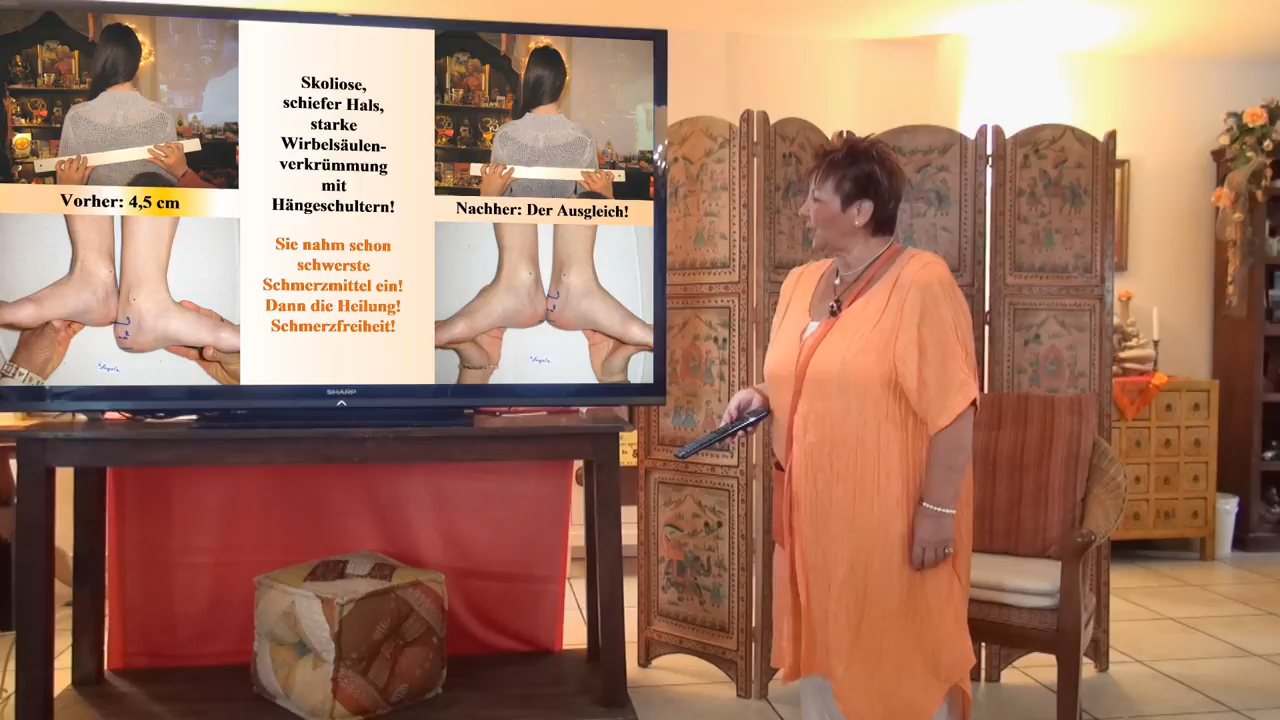 Skoliose,
schiefer Hals,
starke
Wirbelsäulen-
verkrümmung
mit
Hängeschultern!
Sie nahm schon
schwerste
Schmerzmittel ein!
Dann die Heilung!
Schmerzfreiheit!
Vorher: 4,5 cm
Nachher: Der Ausgleich!
SHARP